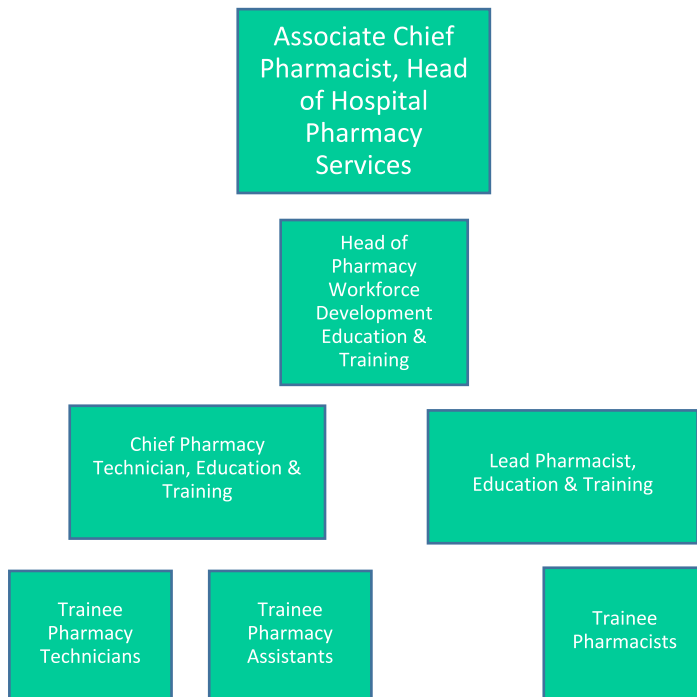 Associate Chief
Pharmacist, Head
of Hospital
Pharmacy
Services
Head of
Pharmacy
Workforce
Development
Education &
Training
Chief Pharmacy
Technician, Education &
Training
Lead Pharmacist,
Education & Training
Trainee
Pharmacy
Technicians
Trainee
Pharmacy
Assistants
Trainee
Pharmacists